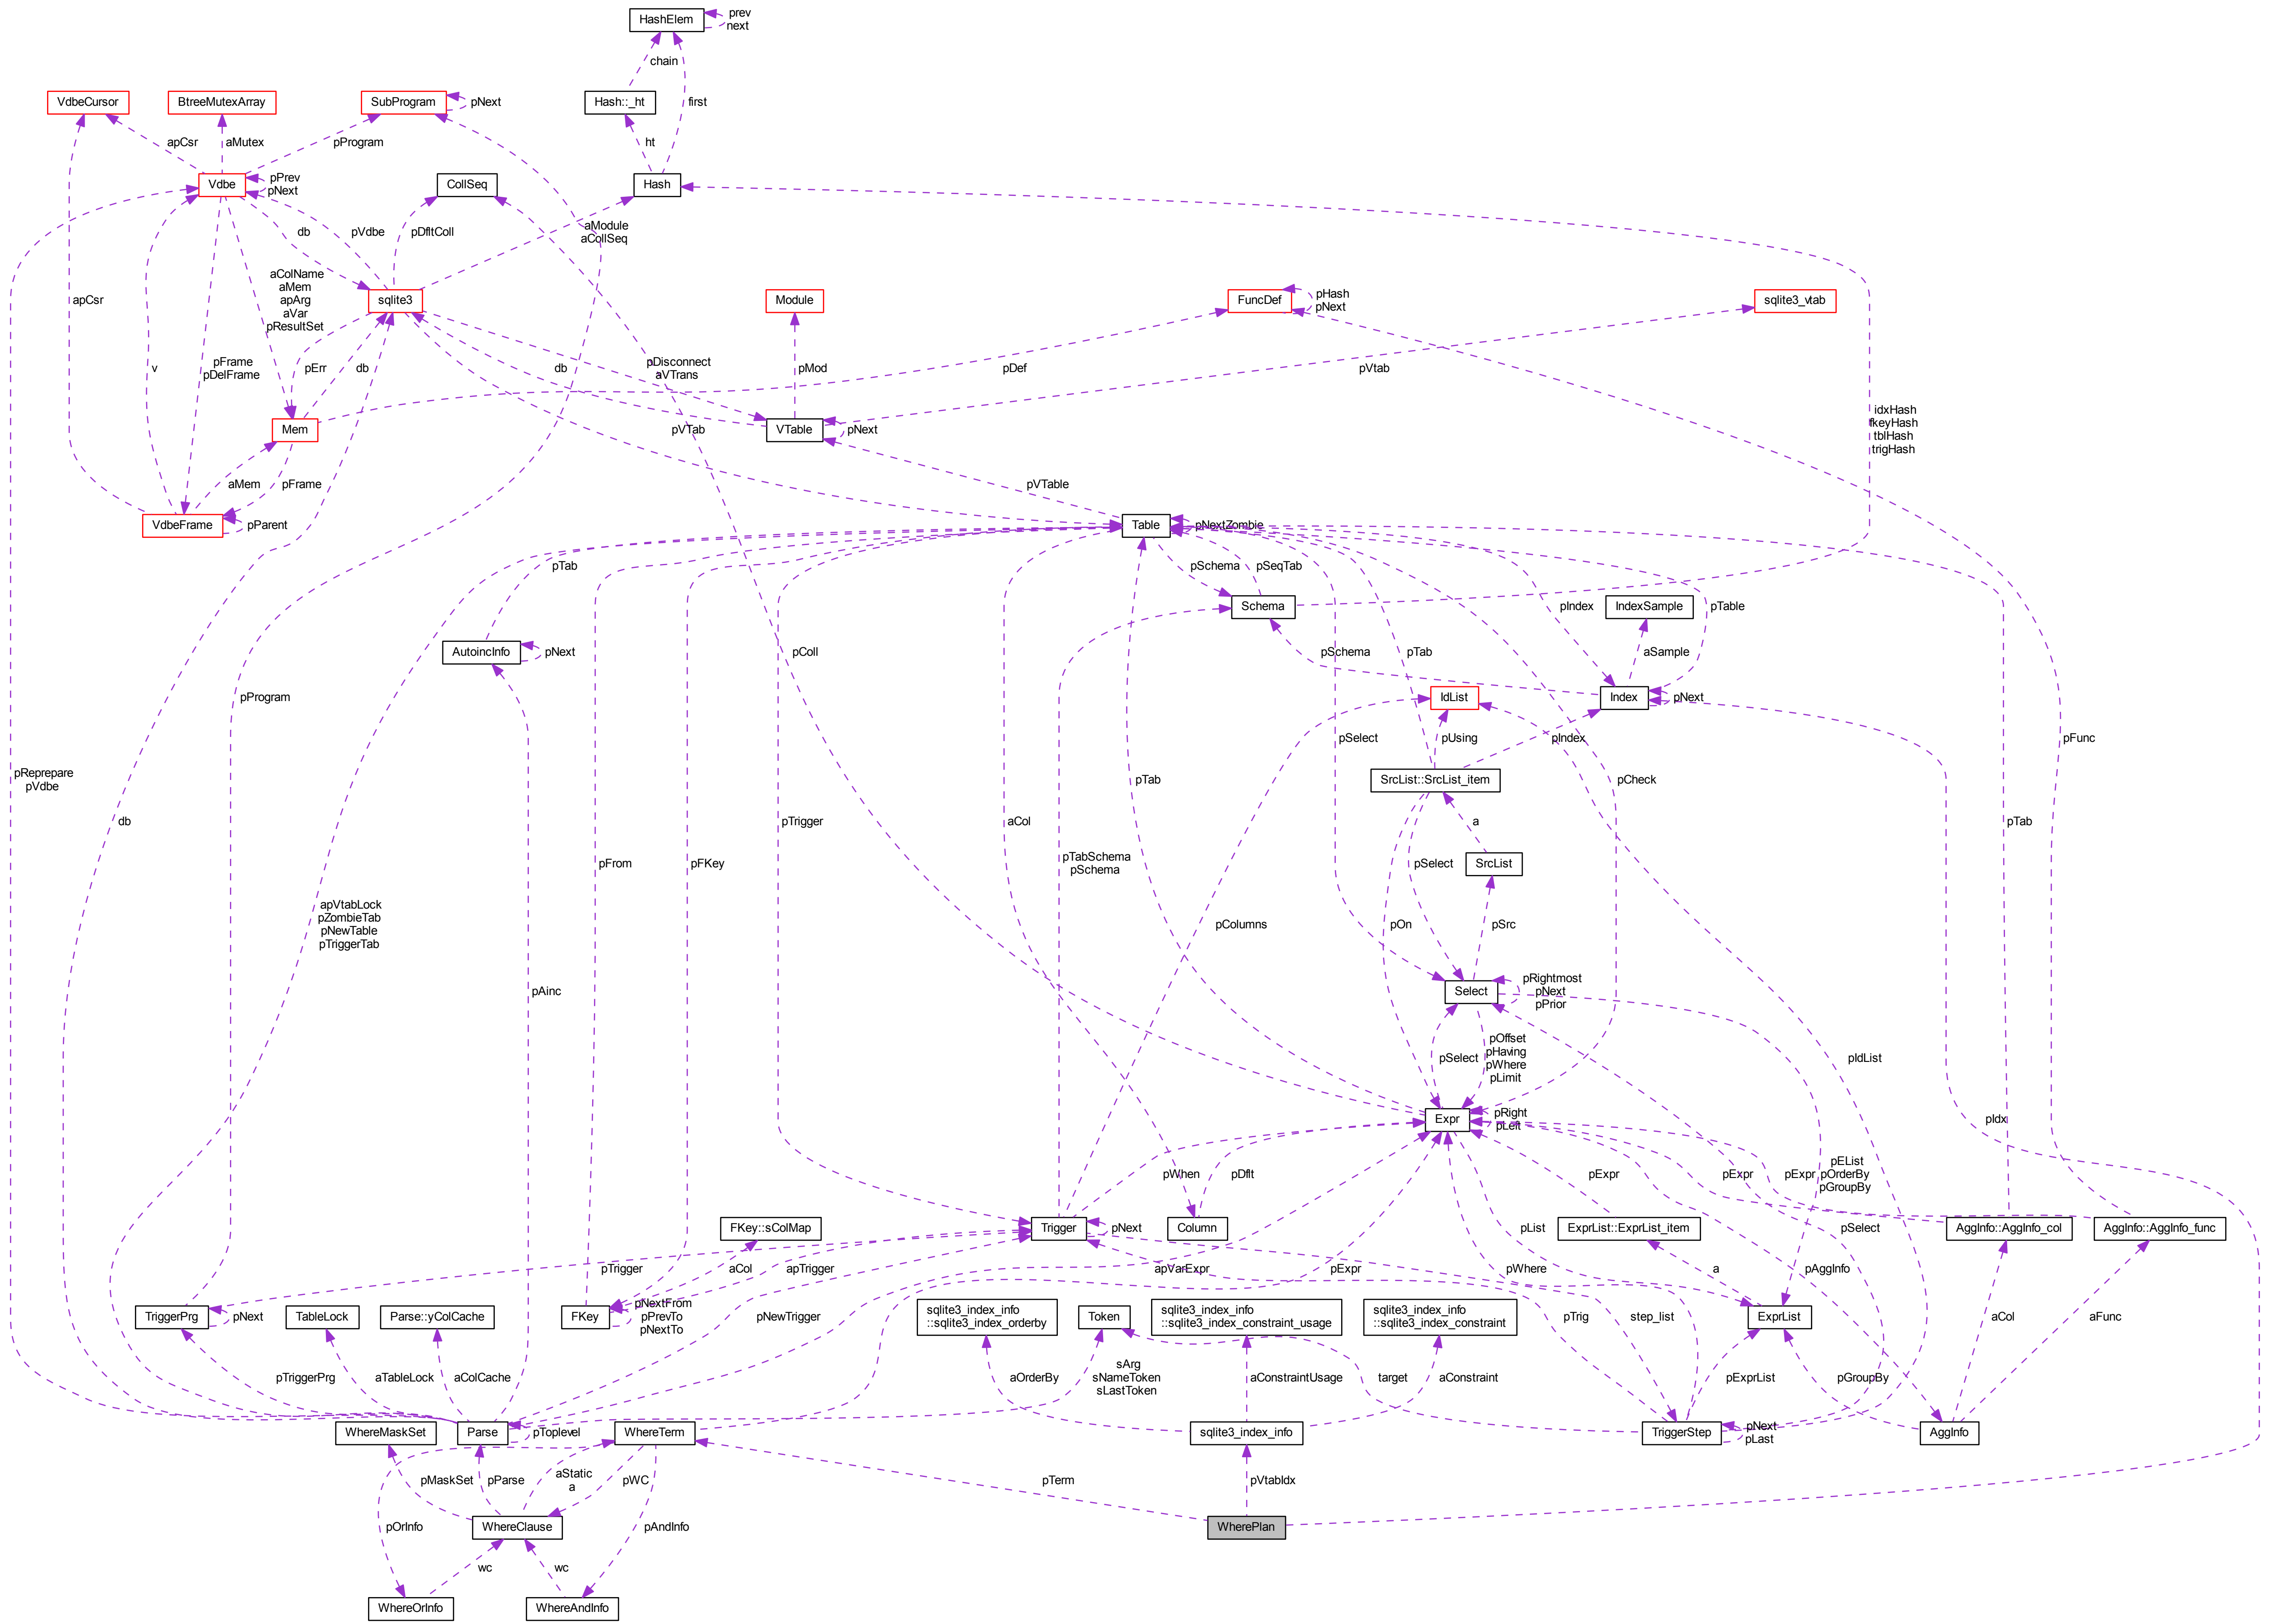 HashElem
prev
next
chain
VdbeCursor
BtreeMutexArray
SubProgram
pNext
Hash::_ht
first
apCsr
aMutex
pProgram
ht
Vdbe
pPrev
pNext
CollSeq
Hash
db
pVdbe
pDfltColl
aModule
aCollSeq
aColName
aMem
apArg
aVar
pResultSet
apCsr
sqlite3
Module
FuncDef
pHash
pNext
sqlite3_vtab
v
pFrame
pDelFrame
pErr
db
db
pDisconnect
aVTrans
pMod
pDef
pVtab
Mem
pVTab
VTable
pNext
idxHash
fkeyHash
tblHash
trigHash
aMem
pFrame
pVTable
VdbeFrame
pParent
Table
pNextZombie
pTab
pSchema
pSeqTab
Schema
pIndex
IndexSample
pTable
AutoincInfo
pNext
pColl
pTab
pSchema
aSample
pProgram
IdList
Index
pNext
pSelect
pUsing
pIndex
pFunc
pReprepare
pVdbe
pTab
SrcList::SrcList_item
pCheck
db
pTrigger
aCol
a
pTab
pFrom
pFKey
pTabSchema
pSchema
pSelect
SrcList
apVtabLock
pZombieTab
pNewTable
pTriggerTab
pColumns
pOn
pSrc
pAinc
Select
pRightmost
pNext
pPrior
pSelect
pOffset
pHaving
pWhere
pLimit
pIdList
Expr
pRight
pLeft
pIdx
pWhen
pDflt
pExpr
pExpr
pExpr
pEList
pOrderBy
pGroupBy
FKey::sColMap
Trigger
pNext
Column
pList
ExprList::ExprList_item
pSelect
AggInfo::AggInfo_col
AggInfo::AggInfo_func
pTrigger
aCol
apTrigger
apVarExpr
pExpr
pWhere
a
pAggInfo
TriggerPrg
pNext
TableLock
Parse::yColCache
FKey
pNextFrom
pPrevTo
pNextTo
pNewTrigger
sqlite3_index_info
::sqlite3_index_orderby
Token
sqlite3_index_info
::sqlite3_index_constraint_usage
sqlite3_index_info
::sqlite3_index_constraint
pTrig
step_list
ExprList
aCol
aFunc
pTriggerPrg
aTableLock
aColCache
aOrderBy
sArg
sNameToken
sLastToken
aConstraintUsage
target
aConstraint
pExprList
pGroupBy
WhereMaskSet
Parse
pToplevel
WhereTerm
sqlite3_index_info
TriggerStep
pNext
pLast
AggInfo
pMaskSet
pParse
aStatic
a
pWC
pTerm
pVtabIdx
pOrInfo
WhereClause
pAndInfo
WherePlan
wc
wc
WhereOrInfo
WhereAndInfo